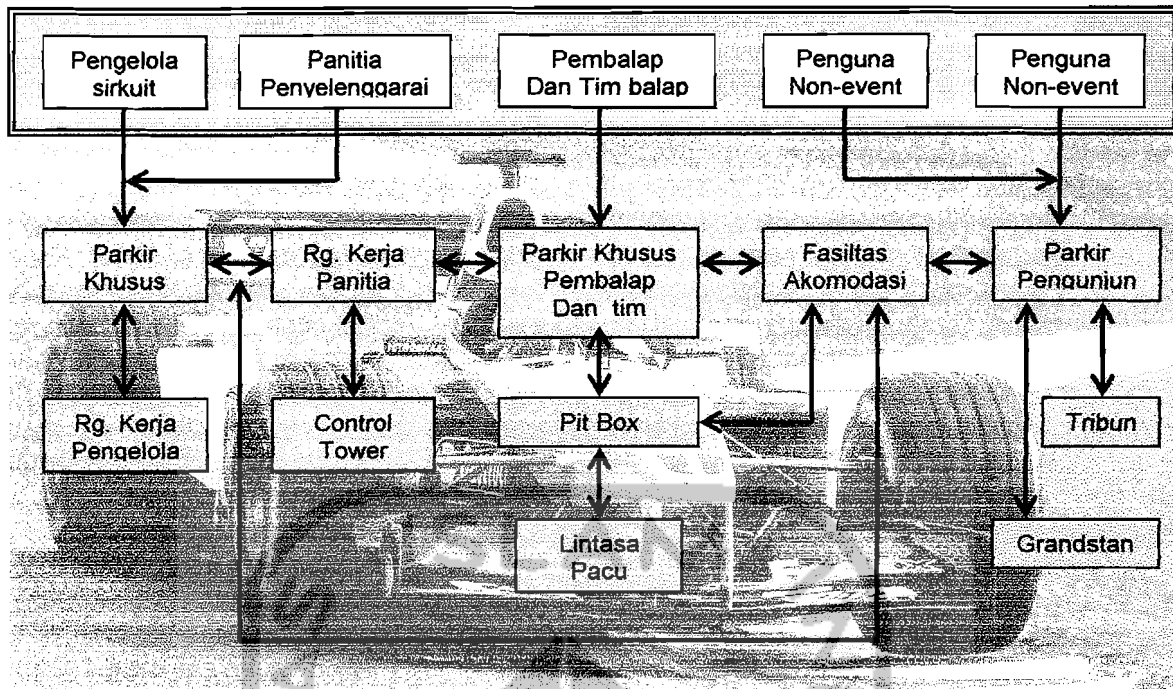 Pengelola
sirkuit
Panitia
Penyelenggarai
Pembalap
Dan Tim balap
Penguna
Non-event
Penguna
Non-event
Parkir
Khusus
Rg. Kerja
Panitia
Parkir Khusus
Pembalap
Dan tim
Fasiltas
Akomodasi
Parkir
Pengunjun
Rg. Kerja
Pengelola
Control
Tower
Pit Box
Tribun
Lintasa
Pacu
Grandstan